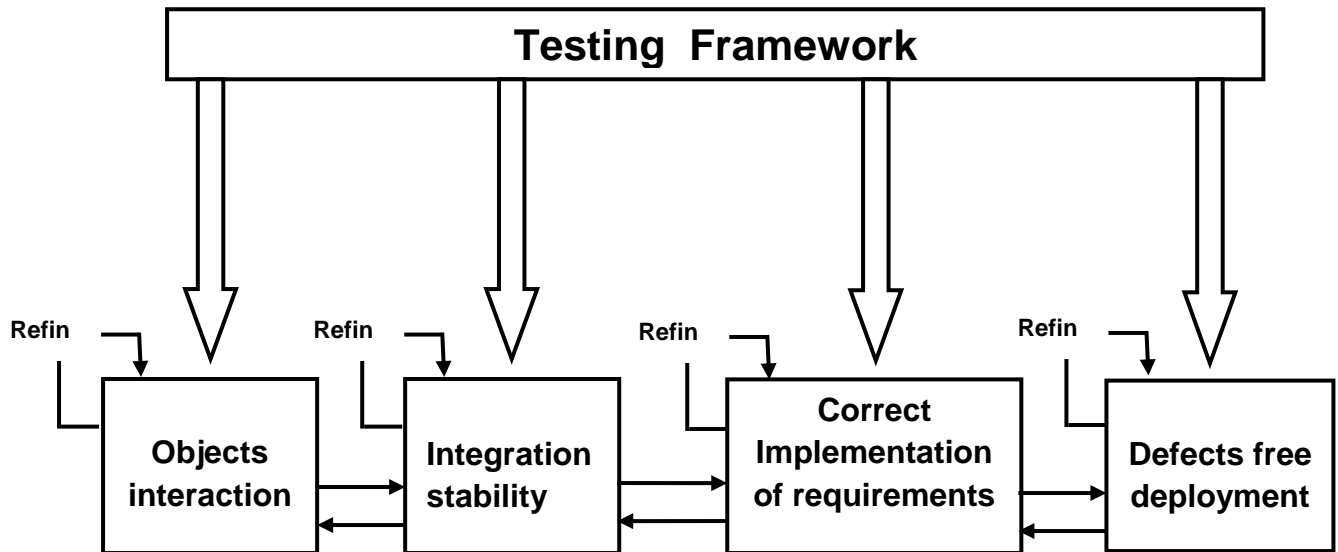 Testing Framework
Refin
Refin
Refin
Refin
Objects
interaction
Integration
stability
Correct
Implementation
of requirements
Defects free
deployment